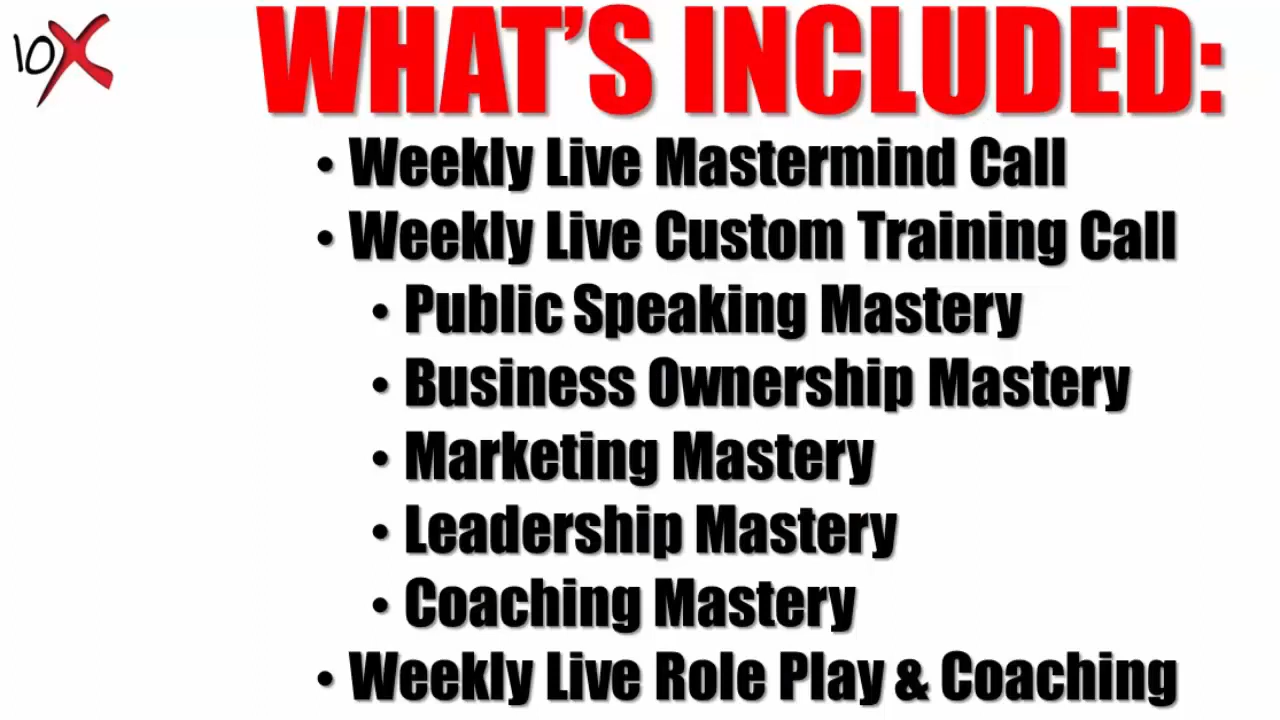 10X
WHAT'S INCLUDED:
• Weekly Live Mastermind Call
• Weekly Live Custom Training Call
• Public Speaking Mastery
• Business Ownership Mastery
• Marketing Mastery
• Leadership Mastery
• Coaching Mastery
• Weekly Live Role Play & Coaching